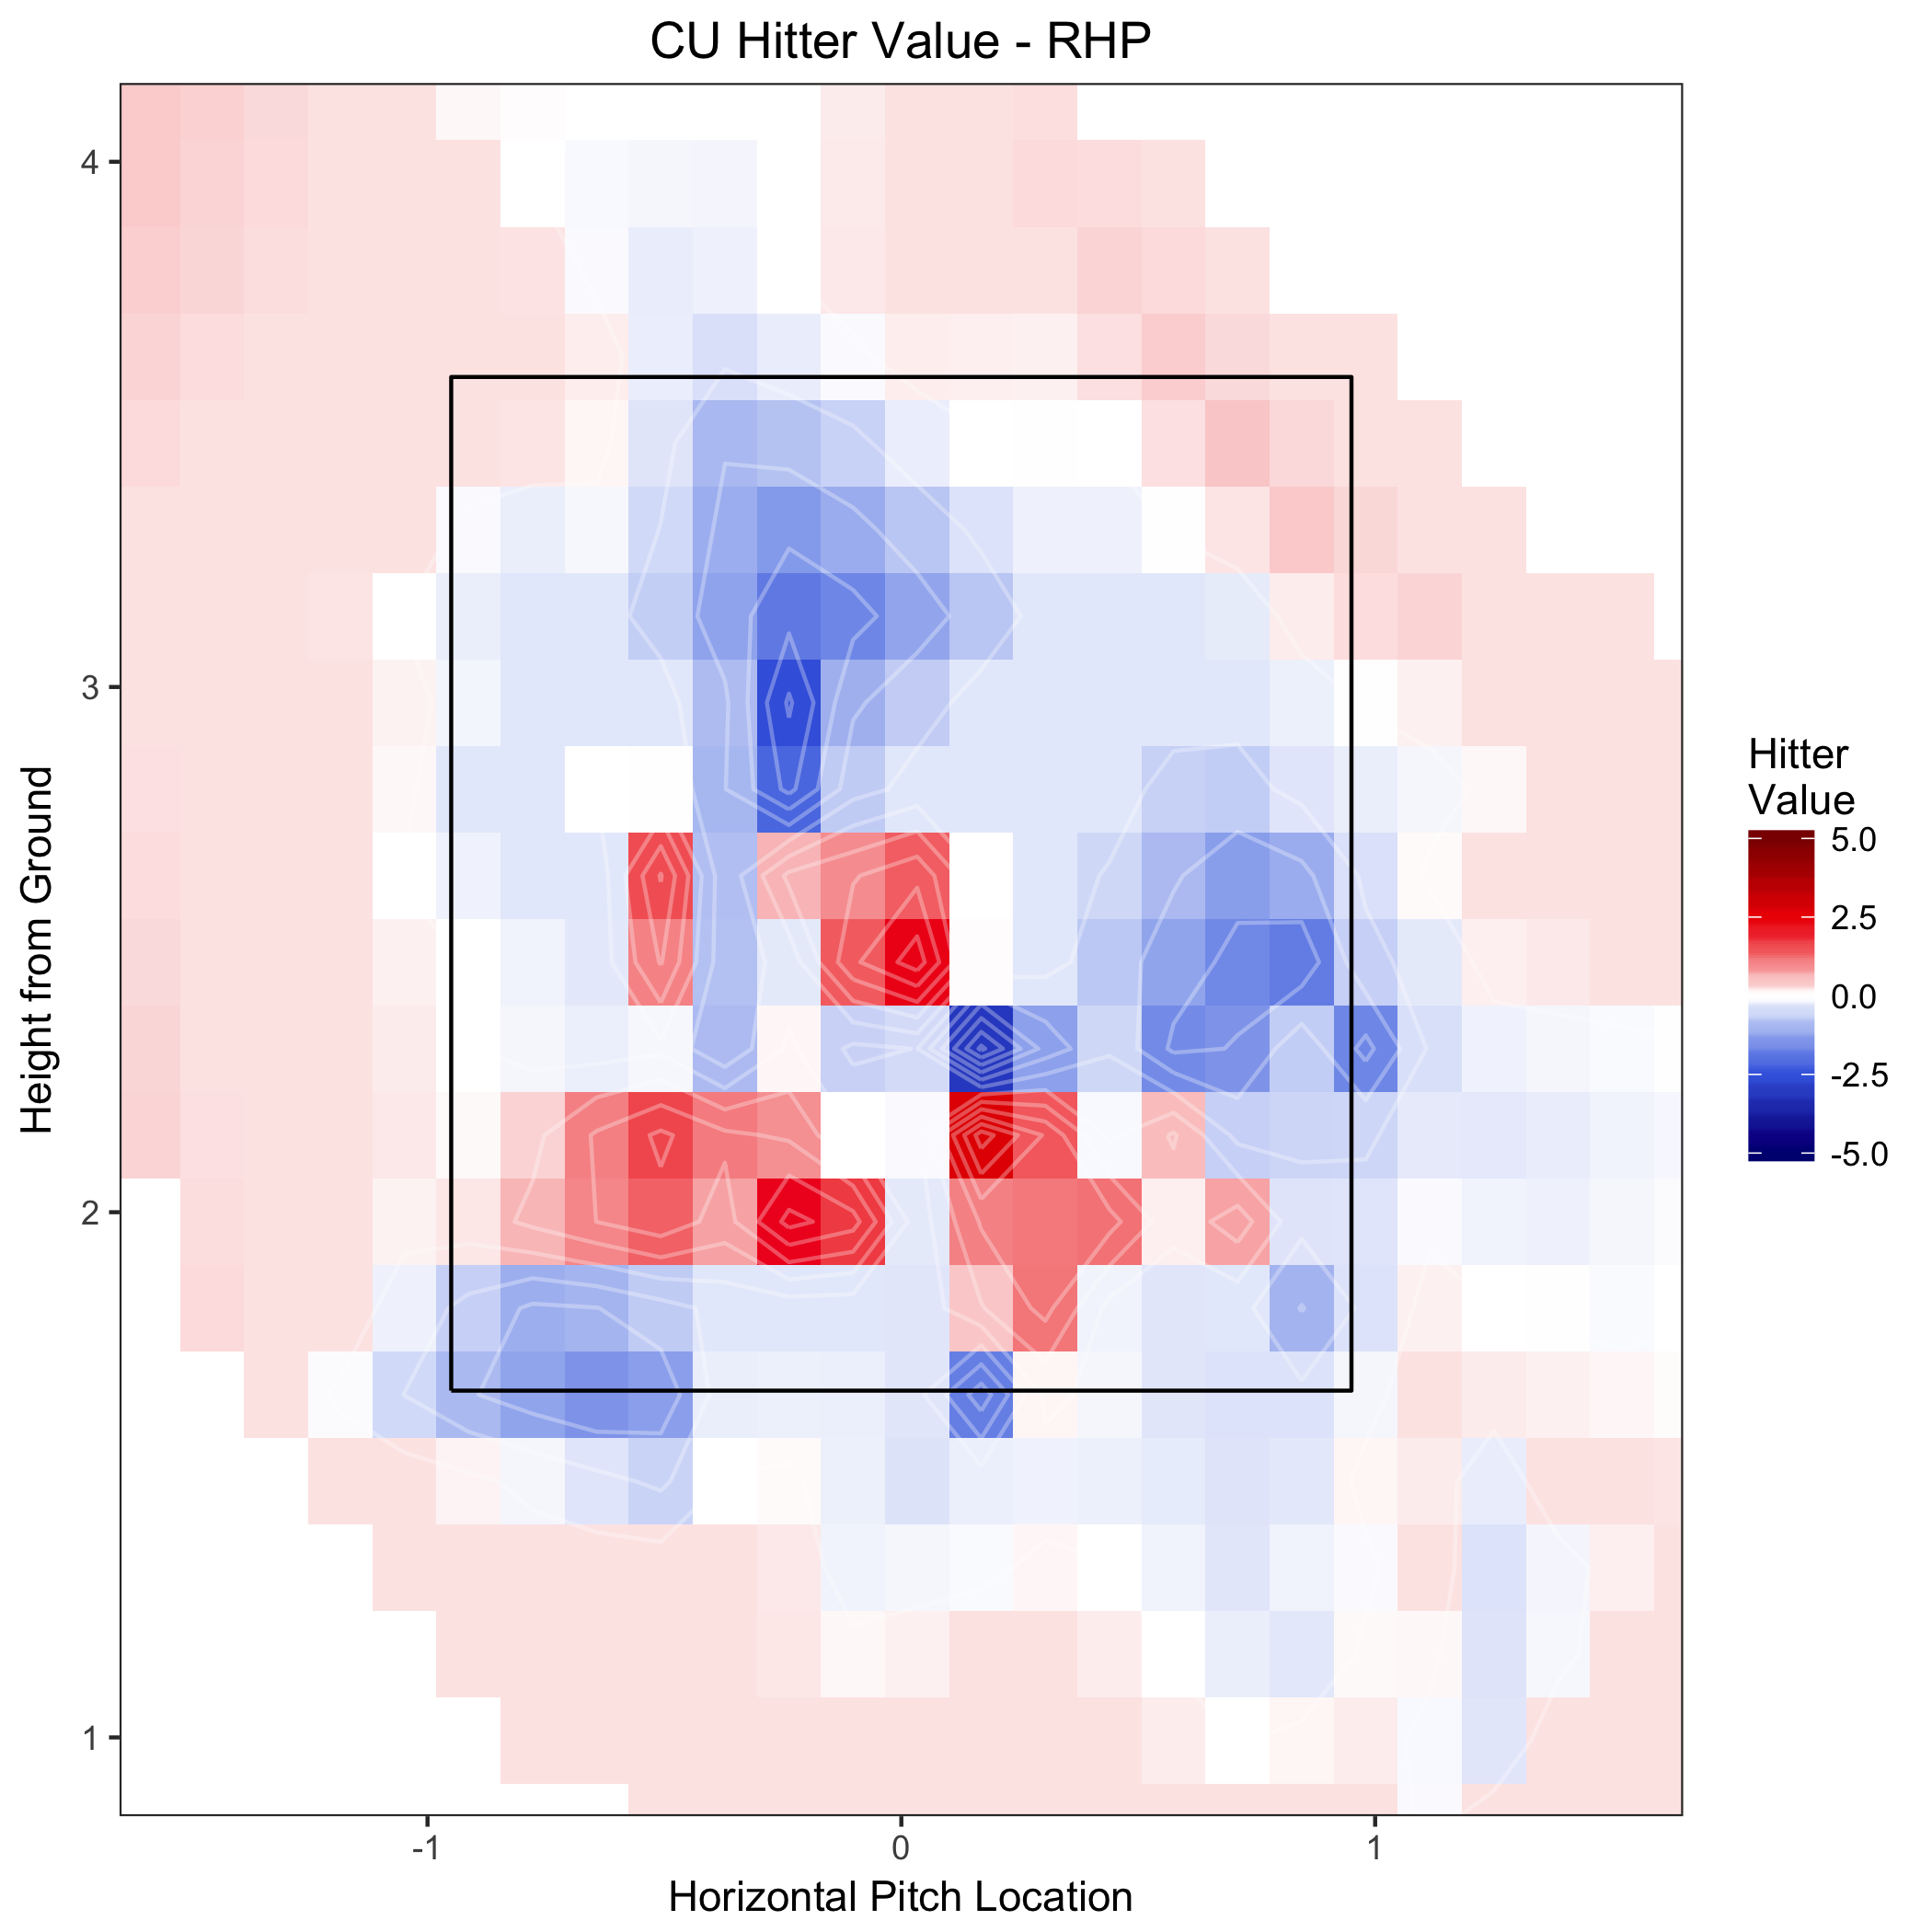 CU Hitter Value - RHP
Height from Ground
4
3
2
1
-1
0
1
Horizontal Pitch Location
Hitter
Value
5.0
2.5
0.0
-2.5
-5.0